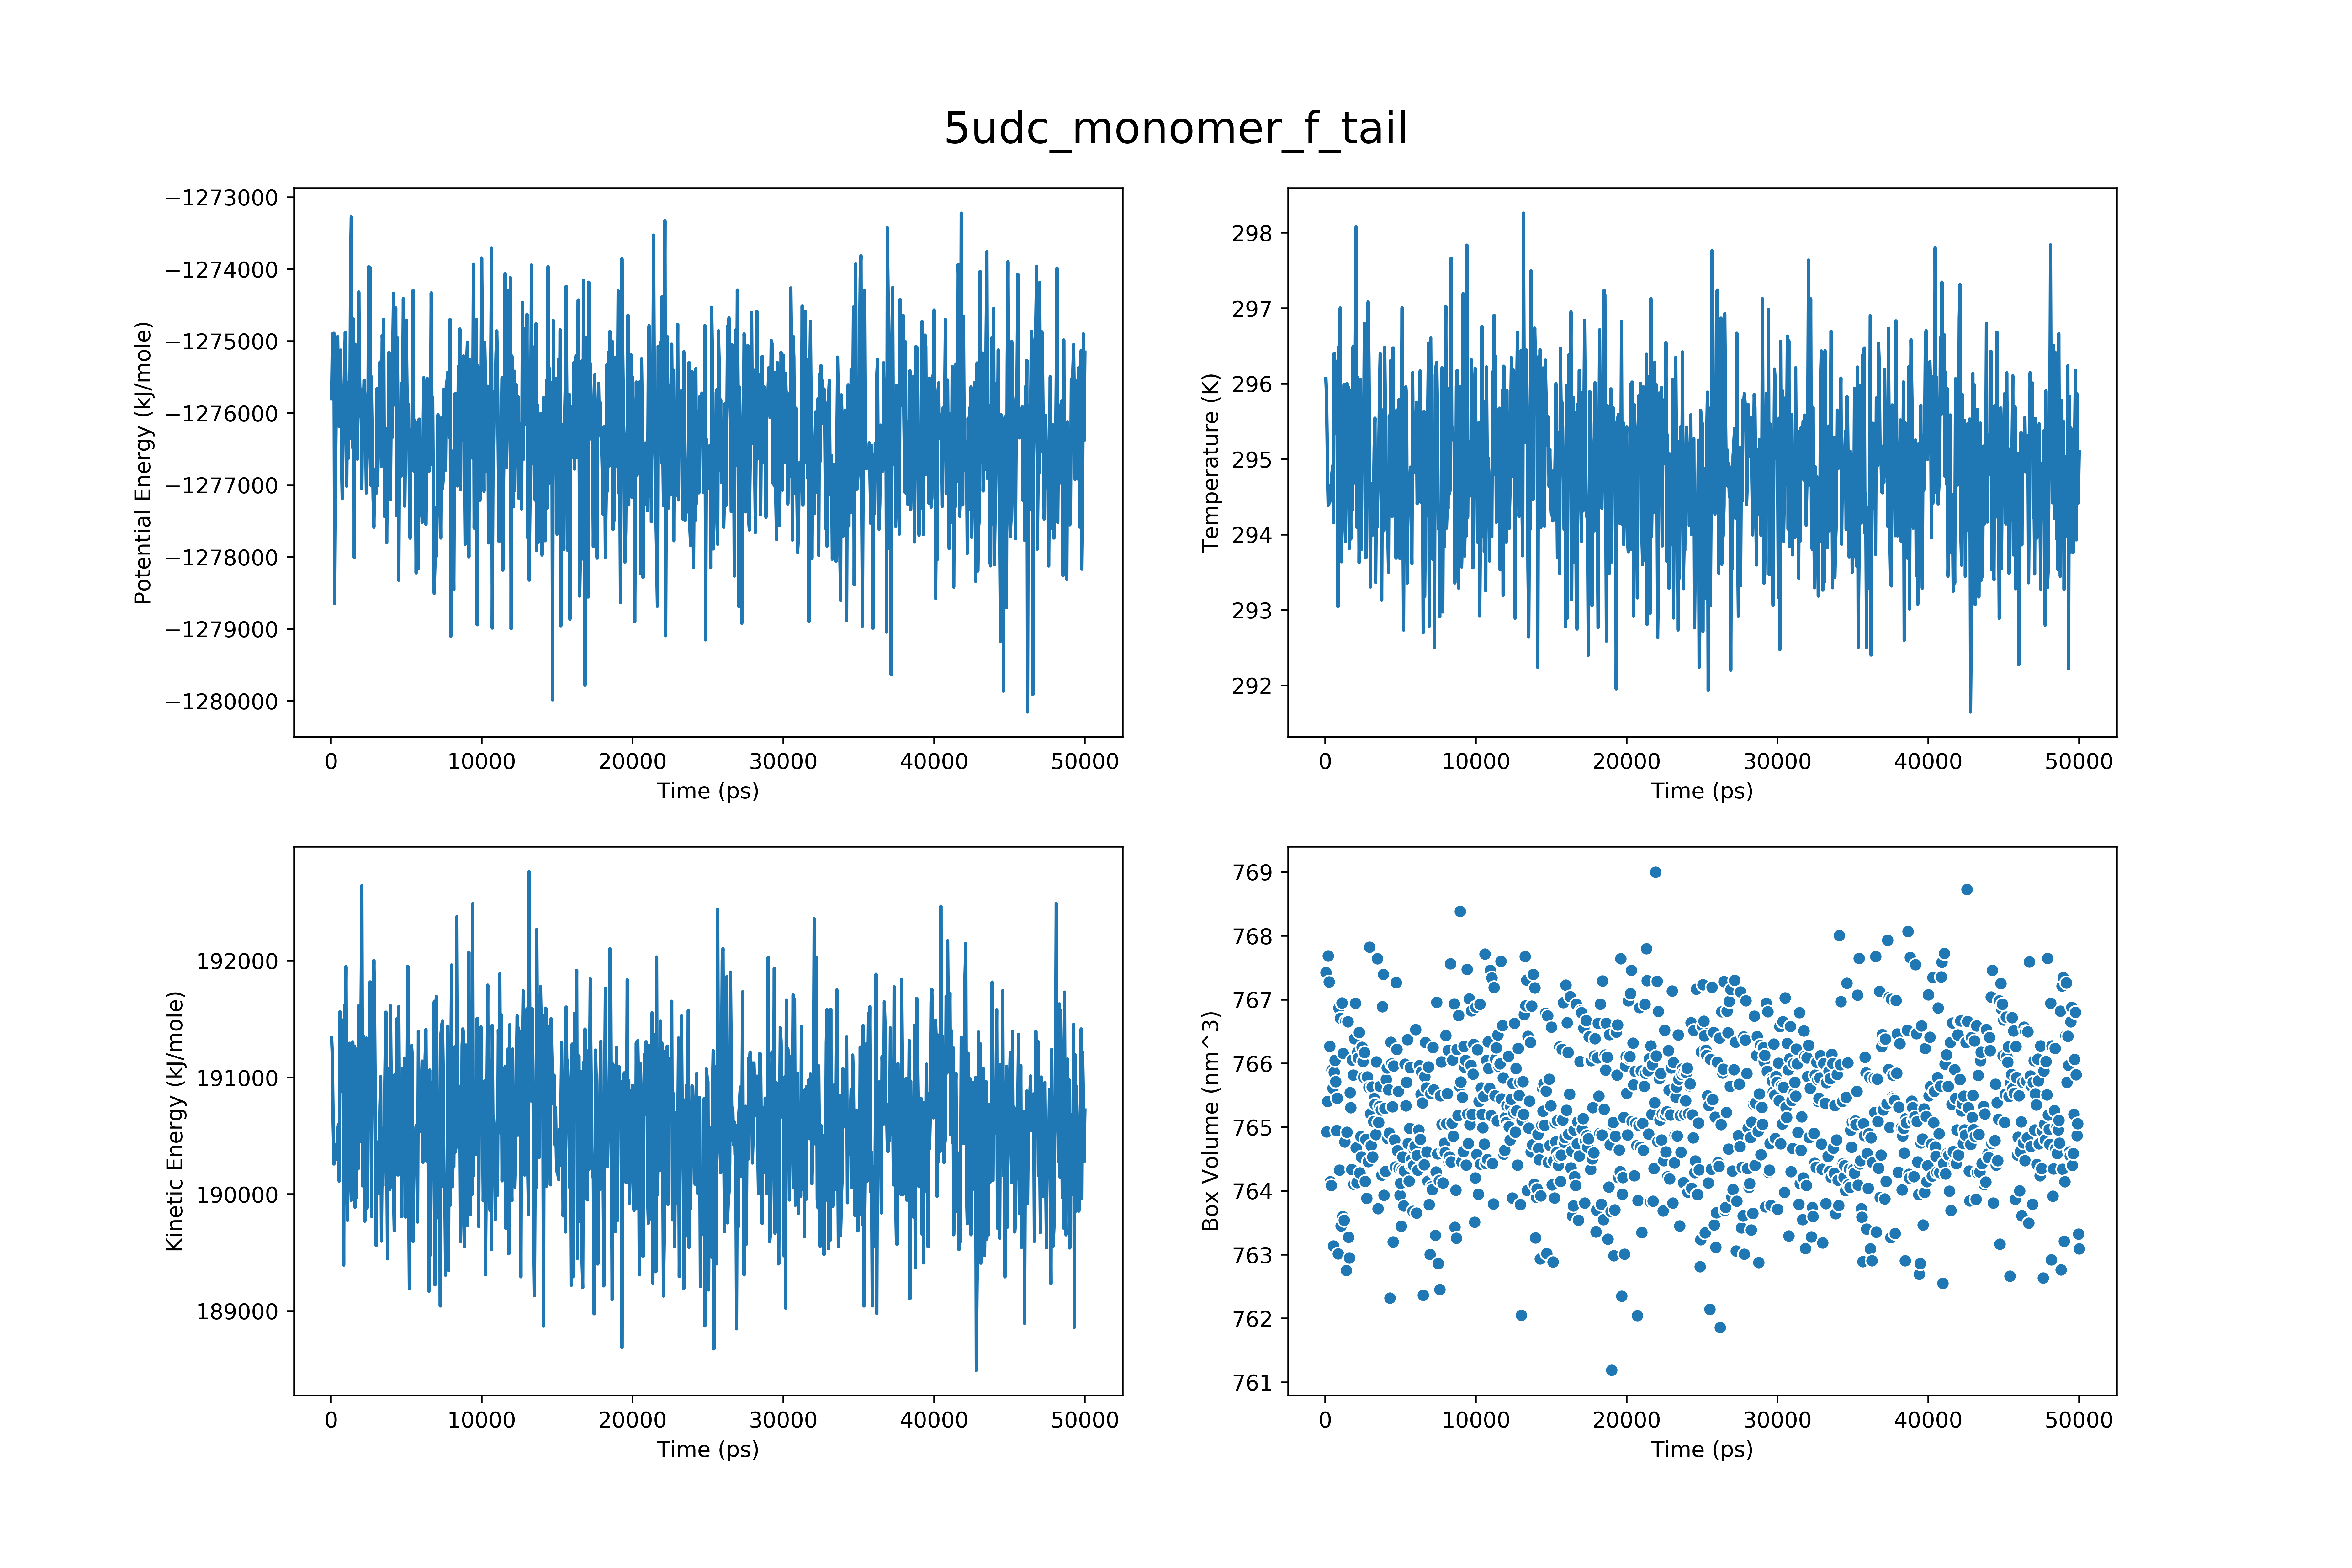 5udc_monomer_f_tail
−1273000
−1274000
−1275000
−1276000
−1277000
−1278000
−1279000
−1280000
Potential Energy (kJ/mole)
0 10000 20000 30000 40000 50000
Time (ps)
298
297
296
295
294
293
292
Temperature (K)
0 10000 20000 30000 40000 50000
Time (ps)
192000
191000
190000
189000
Kinetic Energy (kJ/mole)
0 10000 20000 30000 40000 50000
Time (ps)
769
768
767
766
765
764
763
762
761
Box Volume (nm^3)
0 10000 20000 30000 40000 50000
Time (ps)